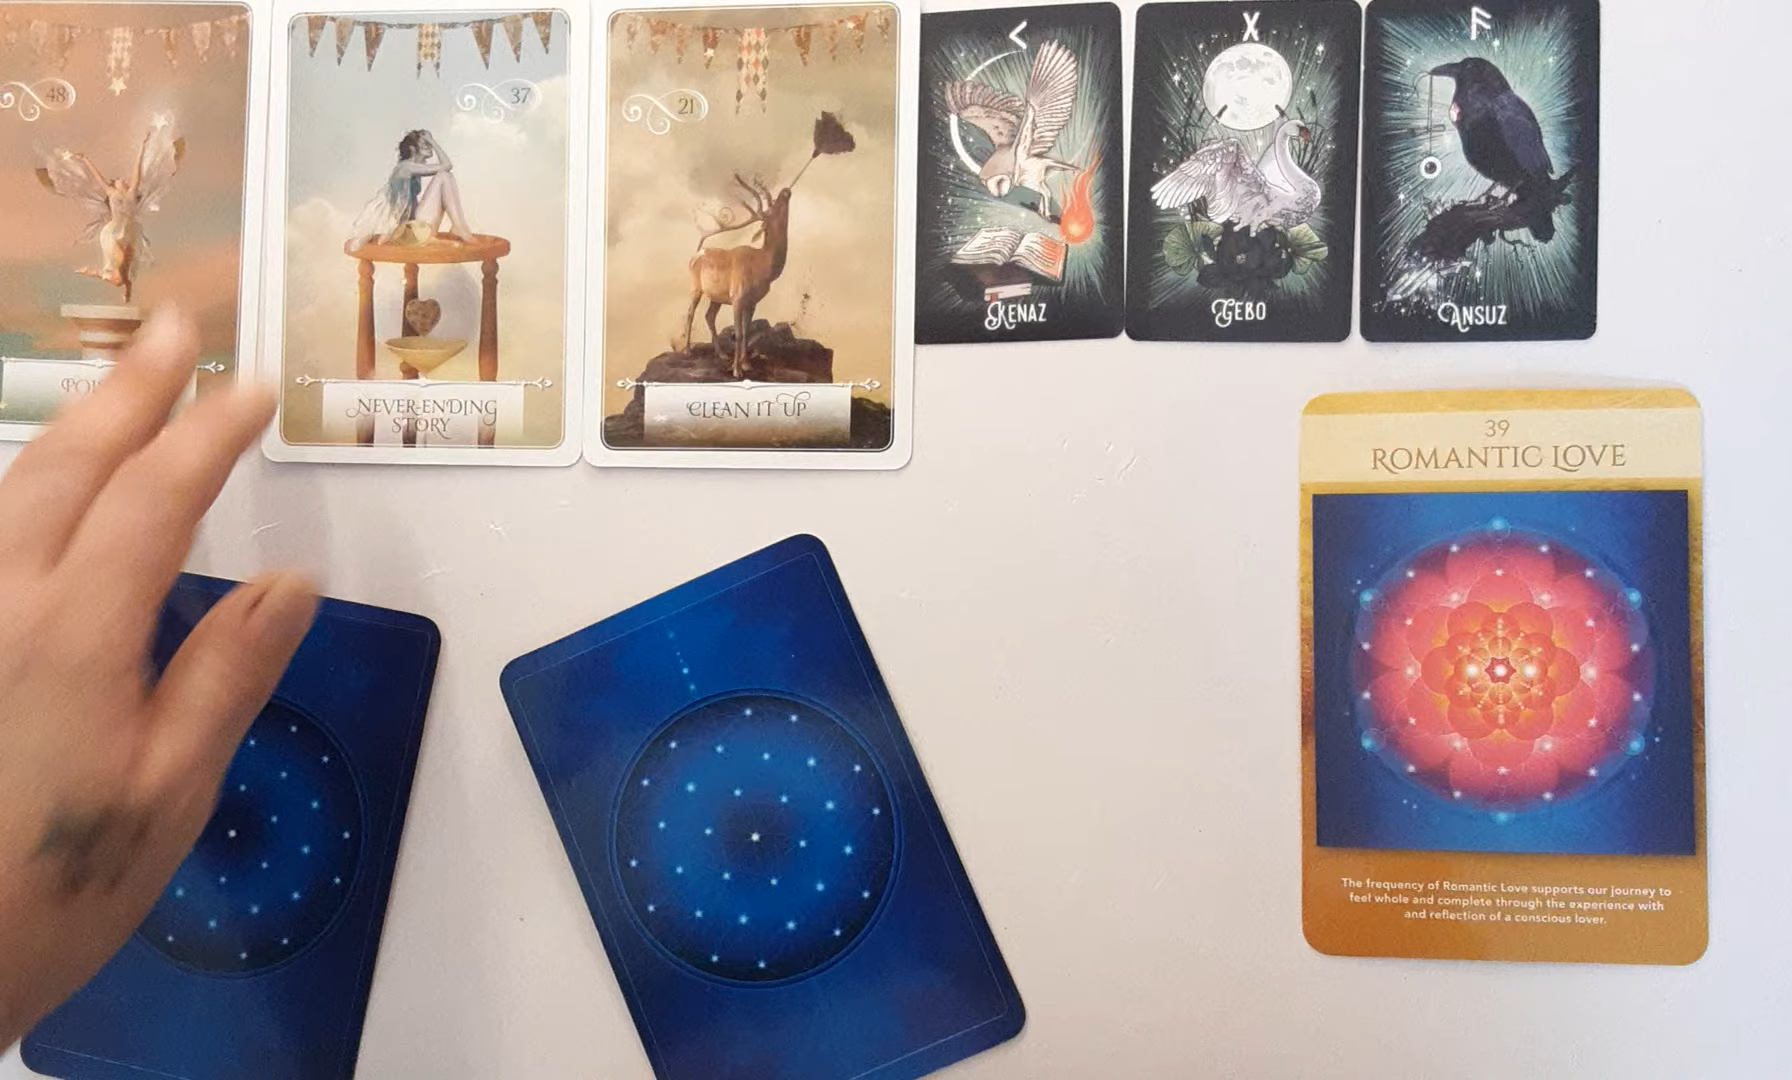 48
37
21
NEVER-ENDING
STORY
CLEAN IT UP
KENAZ
GEBO
ANSUZ
39
ROMANTIC LOVE
The frequency of Romantic Love supports our journey to
feel whole and complete through the experience with
and reflection of a conscious lover.